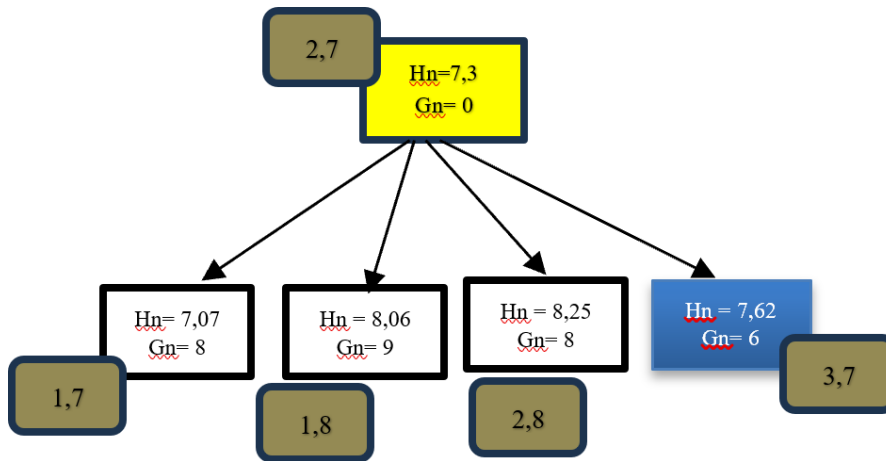 2,7
Hn=7,3
Gn= 0
Hn= 7,07
Gn= 8
Hn = 8,06
Gn= 9
Hn = 8,25
Gn= 8
Hn = 7,62
Gn= 6
1,7
1,8
2,8
3,7